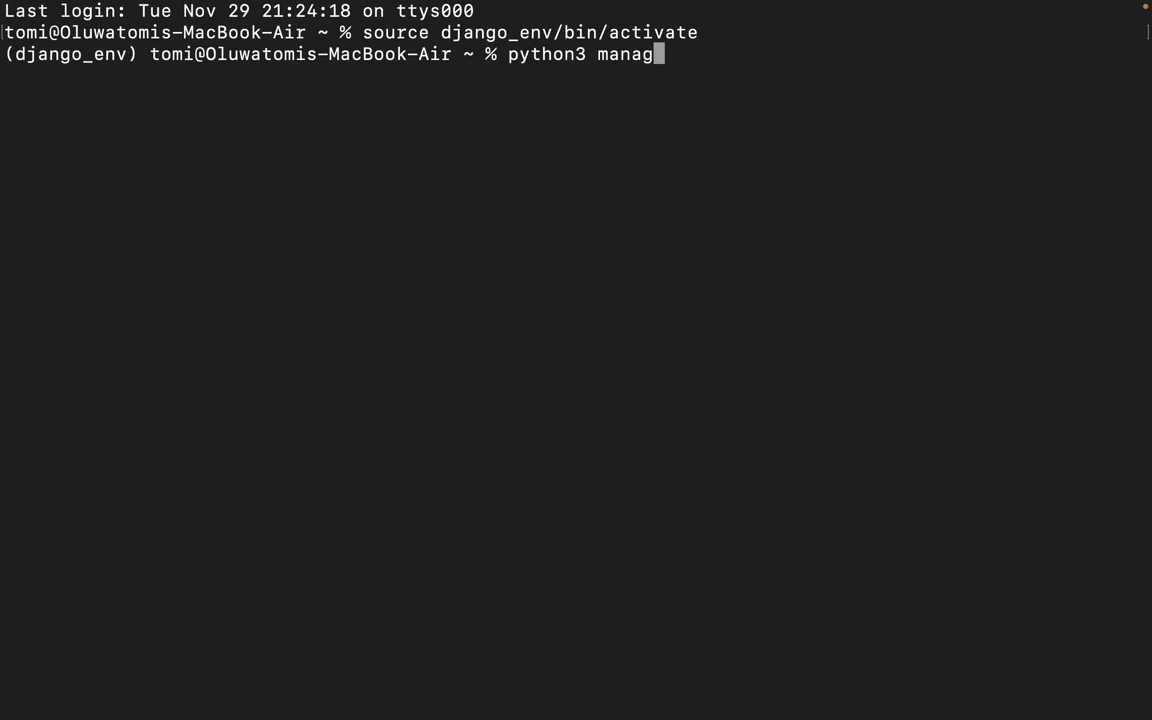 Last login: Tue Nov 29 21:24:18 on ttys000
[tomi@Oluwatomis-MacBook-Air ~ % source django_env/bin/activate ]
(django_env) tomi@Oluwatomis-MacBook-Air ~ % python3 manag